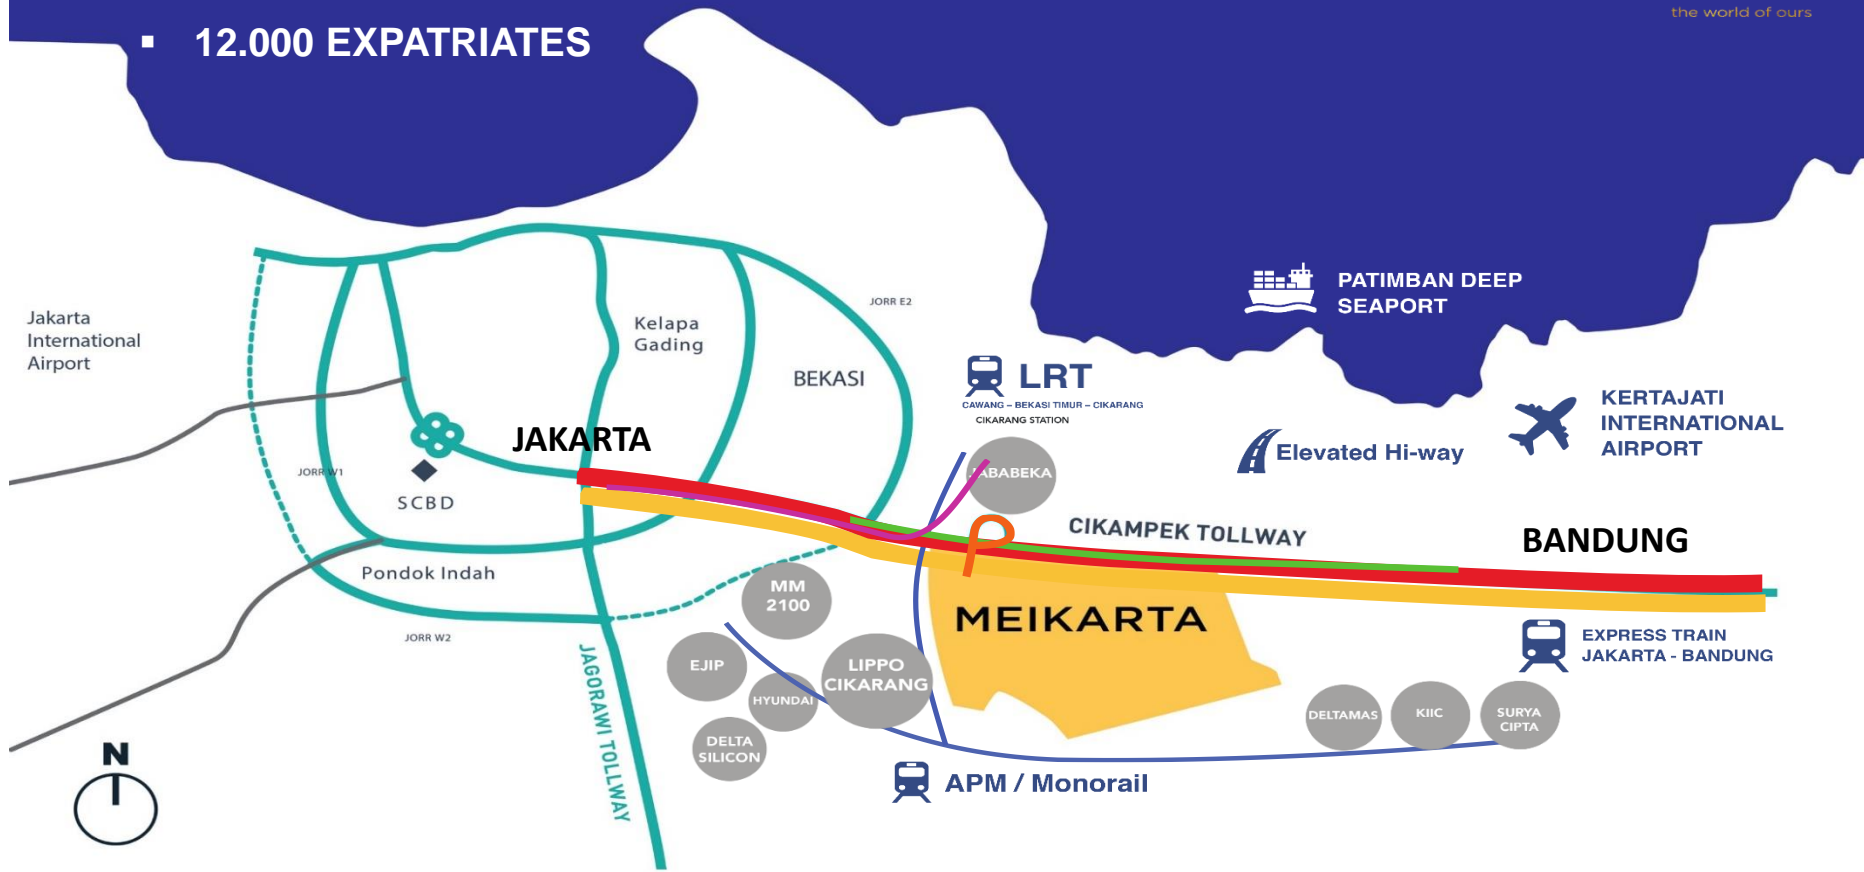 the world of ours
▪ 12.000 EXPATRIATES
PATIMBAN DEEP
SEAPORT
JORR E2
Jakarta
International
Airport
Kelapa
Gading
BEKASI
LRT
CAWANG – BEKASI TIMUR – CIKARANG
CIKARANG STATION
KERTAJATI
INTERNATIONAL
AIRPORT
JAKARTA
Elevated Hi-way
JORR W1
JABABEKA
SCBD
CIKAMPEK TOLLWAY
BANDUNG
Pondok Indah
MM
2100
MEIKARTA
JORR W2
EXPRESS TRAIN
JAKARTA - BANDUNG
EJIP
LIPPO
CIKARANG
HYUNDAI
JAGORAWI TOLLWAY
DELTAMAS
KIIC
SURYA
CIPTA
DELTA
SILICON
N
APM / Monorail